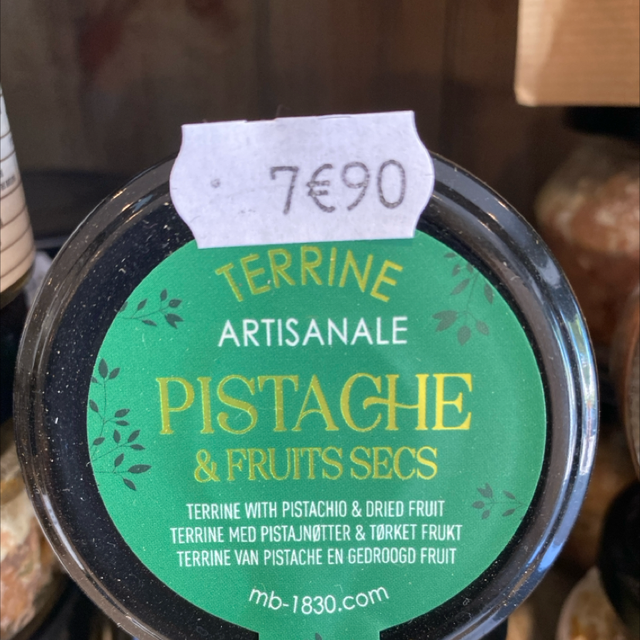 7€90
TERRINE
ARTISANALE
PISTACHE
& FRUITS SECS
TERRINE WITH PISTACHIO & DRIED FRUIT
TERRINE MED PISTAJNØTTER & TØRKET FRUKT
TERRINE VAN PISTACHE EN GEDROOGD FRUIT
mb-1830.com